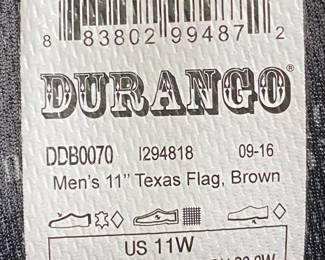 8 83802 99487 2
DURANGO®
DDB0070 I294818 09-16
Men's 11" Texas Flag, Brown
US 11W